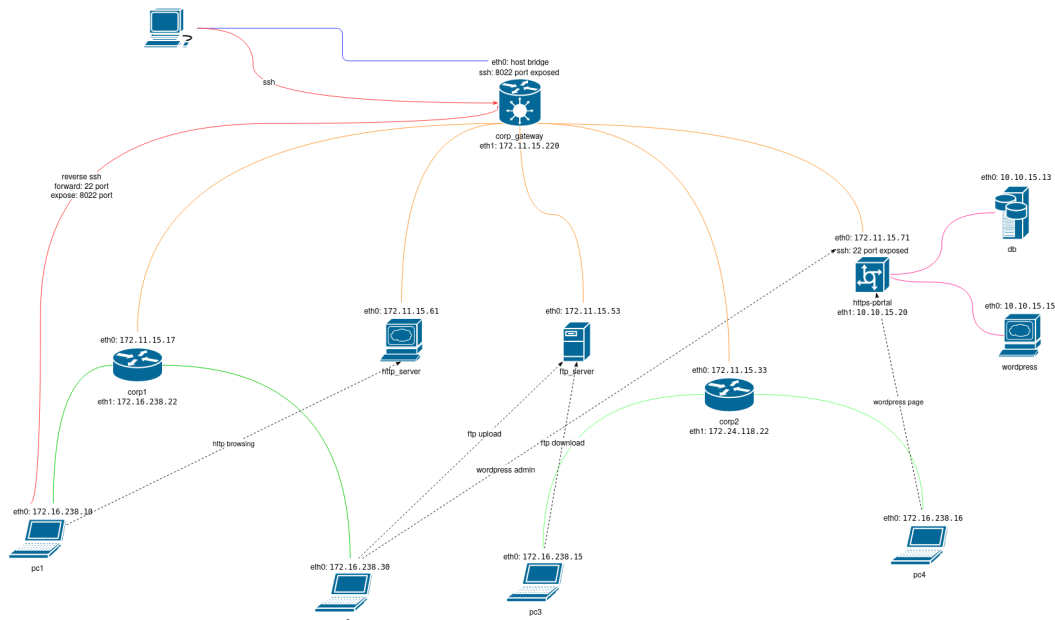 eth0: host bridge
ssh: 8022 port exposed
ssh
corp_gateway
eth1: 172.11.15.220
reverse ssh
forward: 22 port
expose: 8022 port
eth0: 10.10.15.13
db
eth0: 172.11.15.71
ssh: 22 port exposed
https-portal
eth1: 10.10.15.20
eth0: 10.10.15.15
wordpress
eth0: 172.11.15.61
http_server
eth0: 172.11.15.53
ftp_server
eth0: 172.11.15.17
corp1
eth1: 172.16.238.22
eth0: 172.11.15.33
corp2
eth1: 172.24.118.22
wordpress page
ftp upload
ftp download
http browsing
wordpress admin
eth0: 172.16.238.10
pc1
eth0: 172.16.238.30
eth0: 172.16.238.15
pc3
eth0: 172.16.238.16
pc4